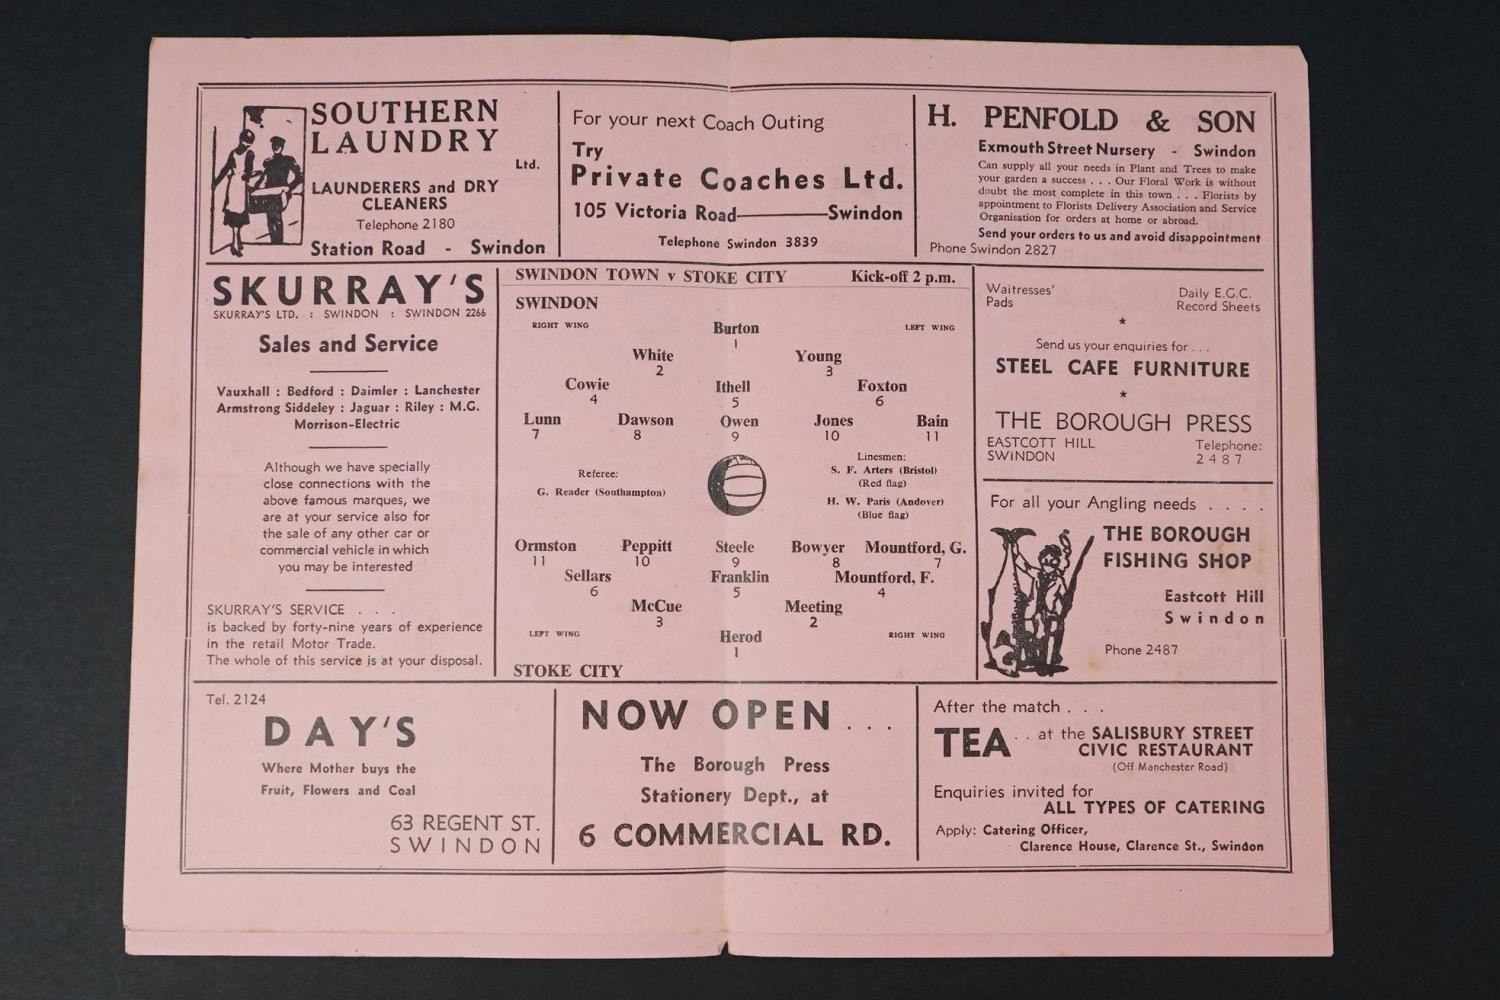 SOUTHERN
LAUNDRY
Ltd.
LAUNDERERS and DRY
CLEANERS
Telephone 2180
Station Road - Swindon
For your next Coach Outing
Try
Private Coaches Ltd.
105 Victoria Road——Swindon
Telephone Swindon 3839
H. PENFOLD & SON
Exmouth Street Nursery - Swindon
Can supply all your needs in Plant and Trees to make
your garden a success . . . Our Floral Work is without
doubt the most complete in this town . . . Florists by
appointment to Florists Delivery Association and Service
Organisation for orders at home or abroad.
Send your orders to us and avoid disappointment
Phone Swindon 2827
SKURRAY'S
SKURRAY'S LTD. : SWINDON : SWINDON 2266
Sales and Service
Vauxhall : Bedford : Daimler : Lanchester
Armstrong Siddeley : Jaguar : Riley : M.G.
Morrison-Electric
Although we have specially
close connections with the
above famous marques, we
are at your service also for
the sale of any other car or
commercial vehicle in which
you may be interested
SKURRAY'S SERVICE . . .
is backed by forty-nine years of experience
in the retail Motor Trade.
The whole of this service is at your disposal.
SWINDON TOWN v STOKE CITY Kick-off 2 p.m.
SWINDON
RIGHT WING Burton LEFT WING
1
White Young
2 3
Cowie Ithell Foxton
4 5 6
Lunn Dawson Owen Jones Bain
7 8 9 10 11
Referee:
G. Reader (Southampton)
Linesmen:
S. F. Arters (Bristol)
(Red flag)
H. W. Paris (Andover)
(Blue flag)
Ormston Peppitt Steele Bowyer Mountford, G.
11 10 9 8 7
Sellars Franklin Mountford, F.
6 5 4
McCue Meeting
3 2
LEFT WING Herod RIGHT WING
1
STOKE CITY
Waitresses' Pads
Daily E.G.C. Record Sheets
★
Send us your enquiries for . . .
STEEL CAFE FURNITURE
★
THE BOROUGH PRESS
EASTCOTT HILL Telephone:
SWINDON 2 4 8 7
For all your Angling needs . . . .
THE BOROUGH
FISHING SHOP
Eastcott Hill
Swindon
Phone 2487
Tel. 2124
DAY'S
Where Mother buys the
Fruit, Flowers and Coal
63 REGENT ST.
SWINDON
NOW OPEN . . .
The Borough Press
Stationery Dept., at
6 COMMERCIAL RD.
After the match . . .
TEA . . at the SALISBURY STREET
CIVIC RESTAURANT
(Off Manchester Road)
Enquiries invited for
ALL TYPES OF CATERING
Apply: Catering Officer,
Clarence House, Clarence St., Swindon